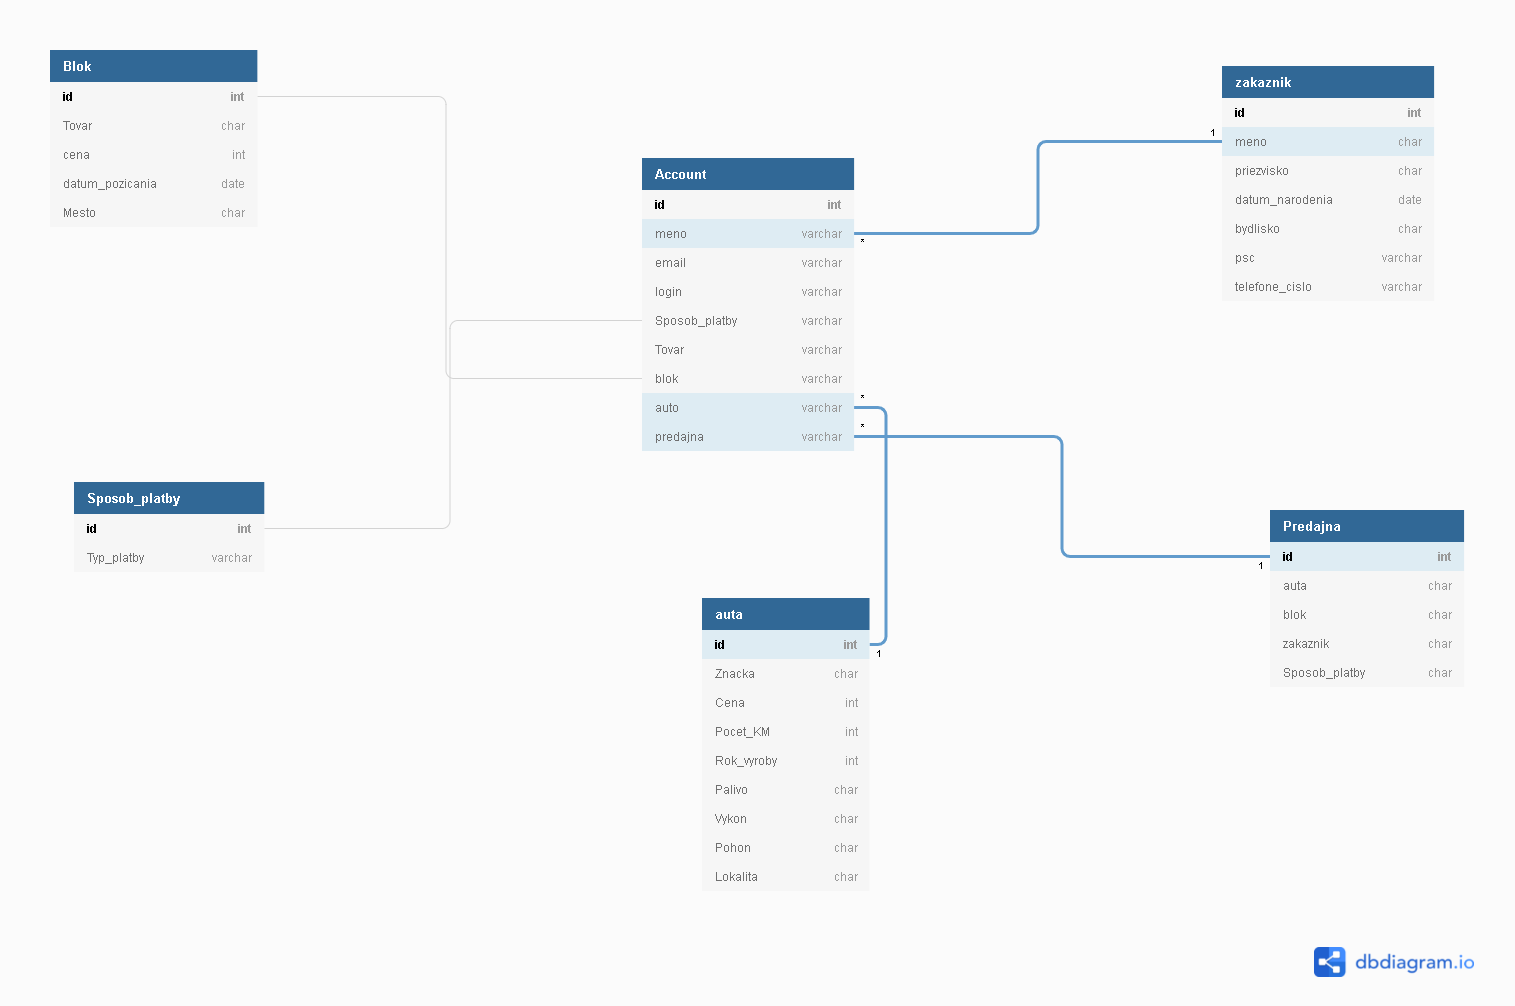 Blok
id int
Tovar char
cena int
datum_pozicania date
Mesto char
zakaznik
id int
1
meno char
priezvisko char
datum_narodenia date
bydlisko char
psc varchar
telefone_cislo varchar
Account
id int
meno varchar
*
email varchar
login varchar
Sposob_platby varchar
Tovar varchar
blok varchar
*
auto varchar
*
predajna varchar
Sposob_platby
id int
Typ_platby varchar
Predajna
id int
1
auta char
blok char
zakaznik char
Sposob_platby char
auta
id int
1
Znacka char
Cena int
Pocet_KM int
Rok_vyroby int
Palivo char
Vykon char
Pohon char
Lokalita char
dbdiagram.io